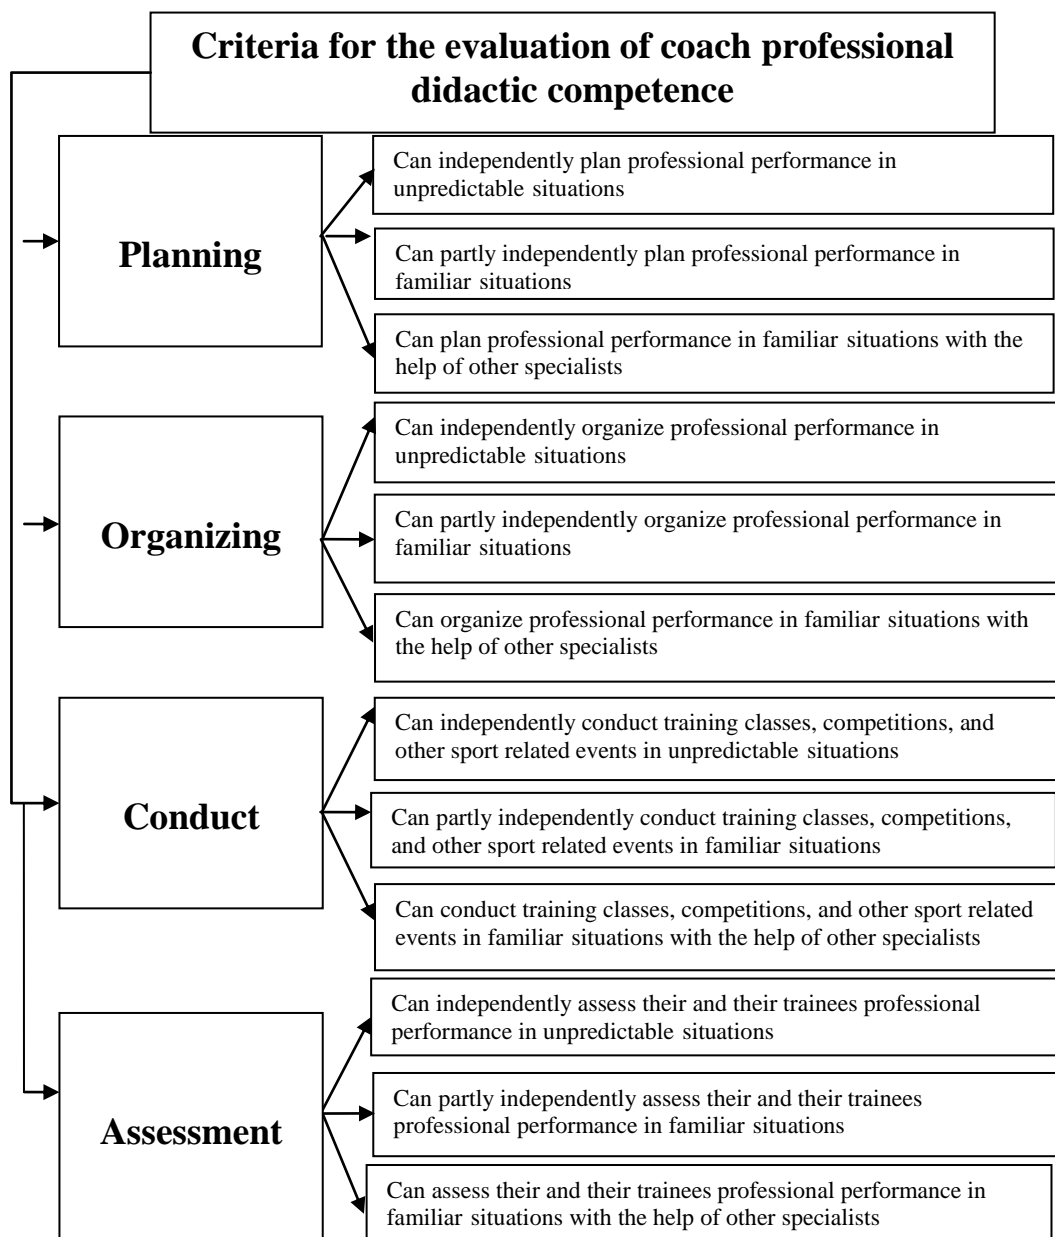 Criteria for the evaluation of coach professional
didactic competence
Planning
Can independently plan professional performance in
unpredictable situations
Can partly independently plan professional performance in
familiar situations
Can plan professional performance in familiar situations with the
help of other specialists
Organizing
Can independently organize professional performance in
unpredictable situations
Can partly independently organize professional performance in
familiar situations
Can organize professional performance in familiar situations with
the help of other specialists
Conduct
Can independently conduct training classes, competitions, and
other sport related events in unpredictable situations
Can partly independently conduct training classes, competitions,
and other sport related events in familiar situations
Can conduct training classes, competitions, and other sport related
events in familiar situations with the help of other specialists
Assessment
Can independently assess their and their trainees professional
performance in unpredictable situations
Can partly independently assess their and their trainees
professional performance in familiar situations
Can assess their and their trainees professional performance in
familiar situations with the help of other specialists